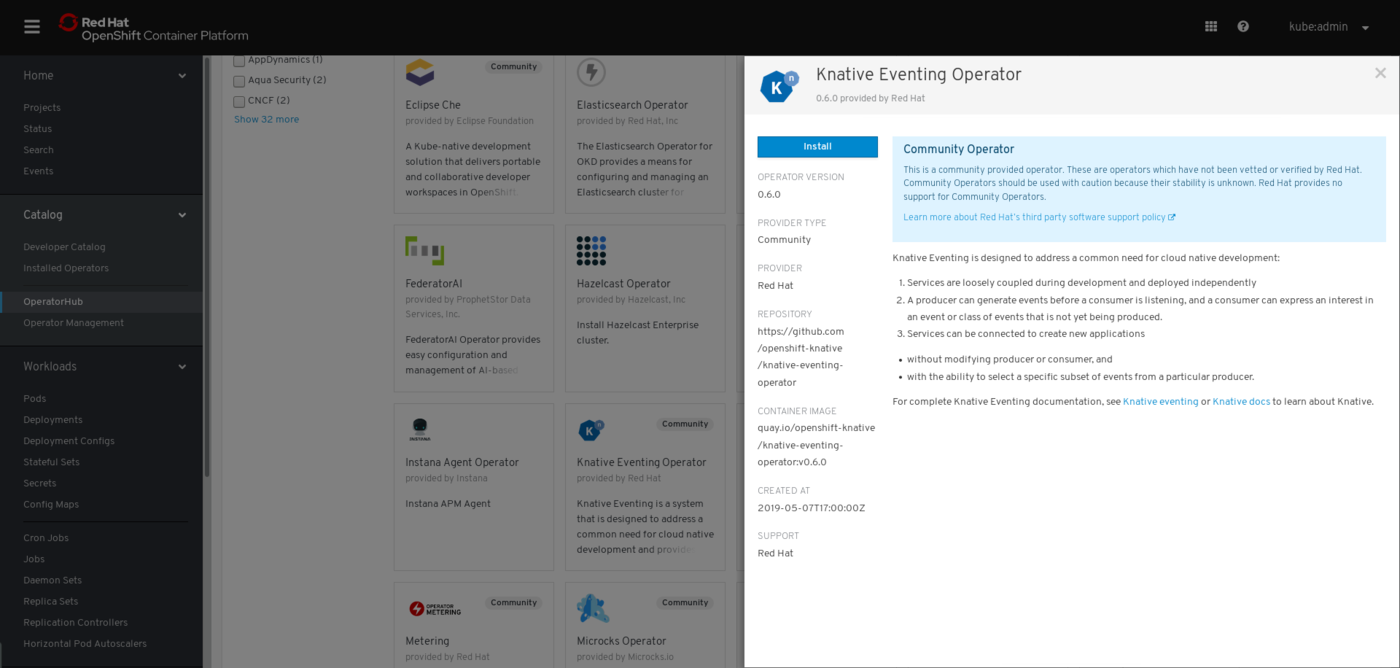 Red Hat
OpenShift Container Platform
kube:admin
Home
Projects
Status
Search
Events
Catalog
Developer Catalog
Installed Operators
OperatorHub
Operator Management
Workloads
Pods
Deployments
Deployment Configs
Stateful Sets
Secrets
Config Maps
Cron Jobs
Jobs
Daemon Sets
Replica Sets
Replication Controllers
Horizontal Pod Autoscalers
AppDynamics (1)
Aqua Security (2)
CNCF (2)
Show 32 more
Community
Eclipse Che
provided by Eclipse Foundation
A Kube-native development
solution that delivers portable
and collaborative developer
workspaces in OpenShift
Elasticsearch Operator
provided by Red Hat, Inc
The Elasticsearch Operator for
OKD provides a means for
configuring and managing an
Elasticsearch cluster for
FederatorAI
provided by ProphetStor Data
Services, Inc.
FederatorAI Operator provides
easy configuration and
management of AI-based
Hazelcast Operator
provided by Hazelcast, Inc
Install Hazelcast Enterprise
cluster.
INSTANA
Instana Agent Operator
provided by Instana
Instana APM Agent
K n
Community
Knative Eventing Operator
provided by Red Hat
Knative Eventing is a system
that is designed to address a
common need for cloud native
development and provides
OPERATOR
METERING
Community
Metering
provided by Red Hat
Community
Microcks Operator
provided by Microcks.io
K n
Knative Eventing Operator
0.6.0 provided by Red Hat
Install
OPERATOR VERSION
0.6.0
PROVIDER TYPE
Community
PROVIDER
Red Hat
REPOSITORY
https://github.com
/openshift-knative
/knative-eventing-
operator
CONTAINER IMAGE
quay.io/openshift-knative
/knative-eventing-
operator:v0.6.0
CREATED AT
2019-05-07T17:00:00Z
SUPPORT
Red Hat
Community Operator
This is a community provided operator. These are operators which have not been vetted or verified by Red Hat.
Community Operators should be used with caution because their stability is unknown. Red Hat provides no
support for Community Operators.
Learn more about Red Hat's third party software support policy
Knative Eventing is designed to address a common need for cloud native development:
1. Services are loosely coupled during development and deployed independently
2. A producer can generate events before a consumer is listening, and a consumer can express an interest in
an event or class of events that is not yet being produced.
3. Services can be connected to create new applications
• without modifying producer or consumer, and
• with the ability to select a specific subset of events from a particular producer.
For complete Knative Eventing documentation, see Knative eventing or Knative docs to learn about Knative.